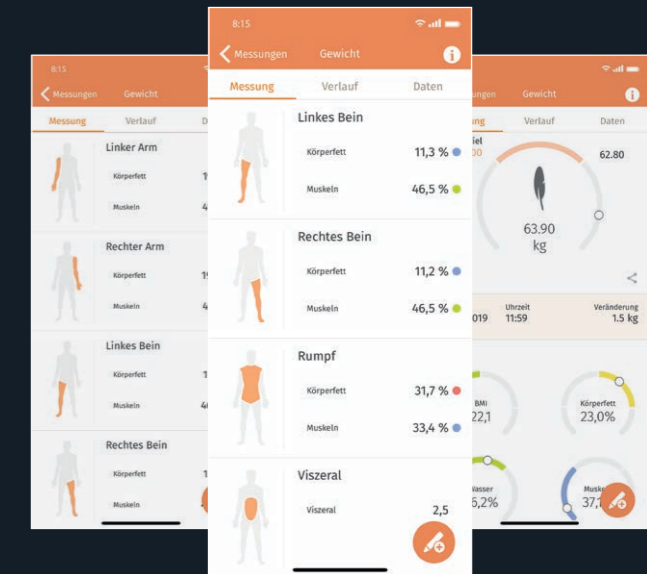 8:15
Messungen Gewicht
Messung Verlauf
Linker Arm
Körperfett
Muskeln
Rechter Arm
Körperfett
Muskeln
Linkes Bein
Körperfett
Muskeln
Rechtes Bein
Körperfett
Muskeln
8:15
Messungen Gewicht i
Messung Verlauf Daten
Linkes Bein
Körperfett 11,3 %
Muskeln 46,5 %
Rechtes Bein
Körperfett 11,2 %
Muskeln 46,5 %
Rumpf
Körperfett 31,7 %
Muskeln 33,4 %
Viszeral
Viszeral 2,5
Gewicht i
Verlauf Daten
62.80
63.90
kg
Uhrzeit Veränderung
019 11:59 1.5 kg
BMI Körperfett
22,1 23,0%